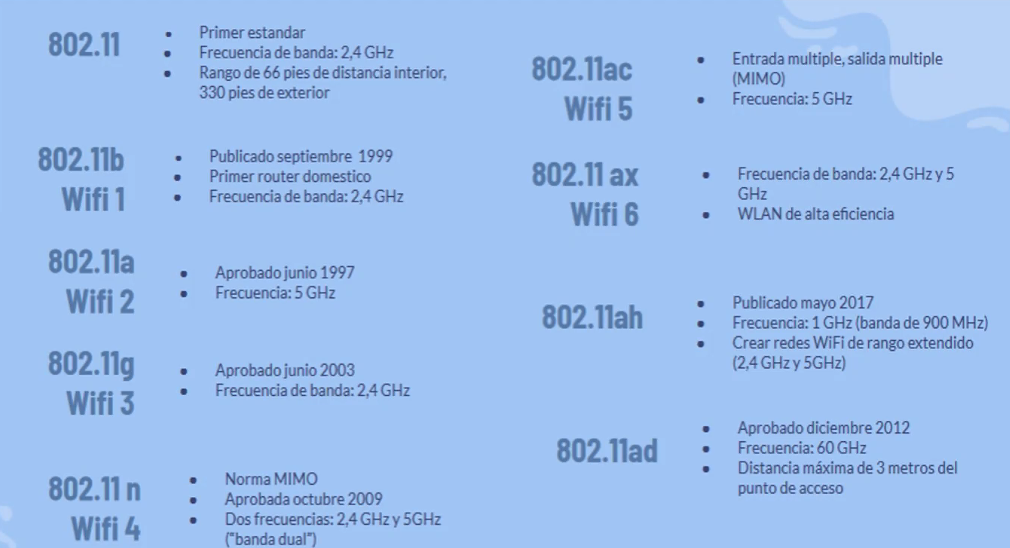 802.11
Primer estandar
Frecuencia de banda: 2,4 GHz
Rango de 66 pies de distancia interior,
330 pies de exterior
802.11b
Wifi 1
Publicado septiembre 1999
Primer router domestico
Frecuencia de banda: 2,4 GHz
802.11a
Wifi 2
Aprobado junio 1997
Frecuencia: 5 GHz
802.11g
Wifi 3
Aprobado junio 2003
Frecuencia de banda: 2,4 GHz
802.11 n
Wifi 4
Norma MIMO
Aprobada octubre 2009
Dos frecuencias: 2,4 GHz y 5GHz
("banda dual")
802.11ac
Wifi 5
Entrada multiple, salida multiple
(MIMO)
Frecuencia: 5 GHz
802.11 ax
Wifi 6
Frecuencia de banda: 2,4 GHz y 5
GHz
WLAN de alta eficiencia
802.11ah
Publicado mayo 2017
Frecuencia: 1 GHz (banda de 900 MHz)
Crear redes WiFi de rango extendido
(2,4 GHz y 5GHz)
802.11ad
Aprobado diciembre 2012
Frecuencia: 60 GHz
Distancia máxima de 3 metros del
punto de acceso